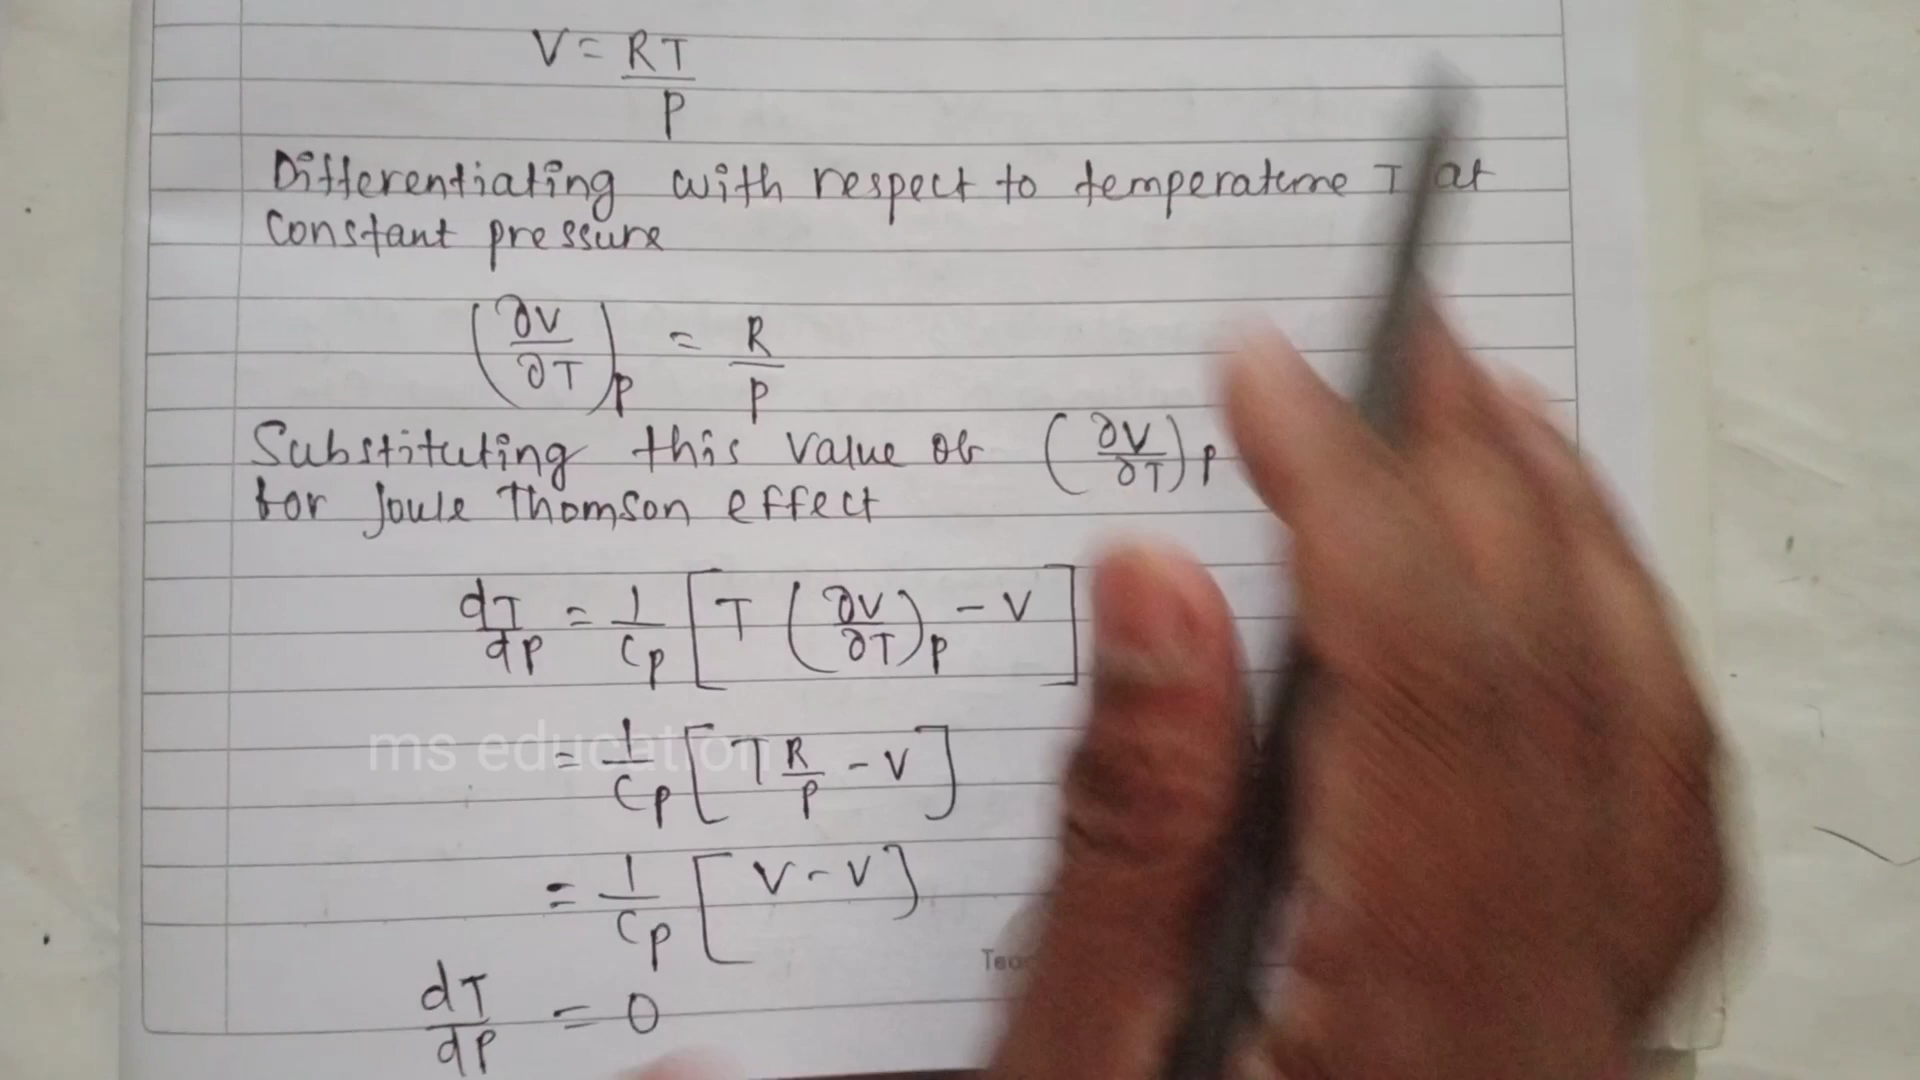 V = RT/P
Differentiating with respect to temperature T at
constant pressure
(∂V/∂T)P = R/P
Substituting this value of (∂V/∂T)P
for Joule Thomson effect
dT/dP = 1/CP [T (∂V/∂T)P - V]
= 1/CP [T R/P - V]
ms education
= 1/CP [V - V]
dT/dP = 0